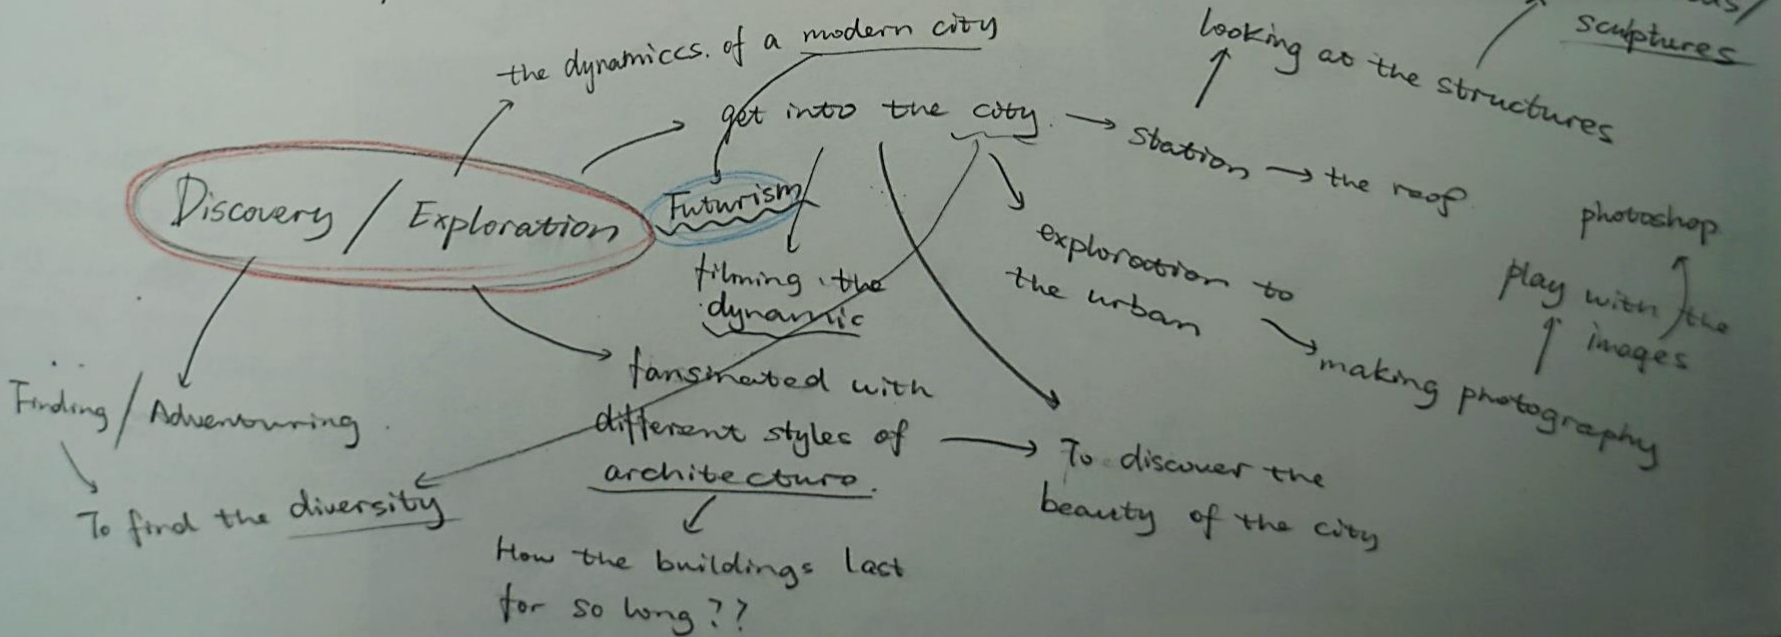 sculptures
looking at the structures
the dynamiccs. of a modern city
get into the city
station
the roof
Discovery / Exploration
Futurism
photoshop
filming the
dynamic
exploration to
the urban
play with the
images
making photography
Finding / Adventouring
fansinated with
different styles of
architecture.
To discover the
beauty of the city
To find the diversity
How the buildings last
for so long??